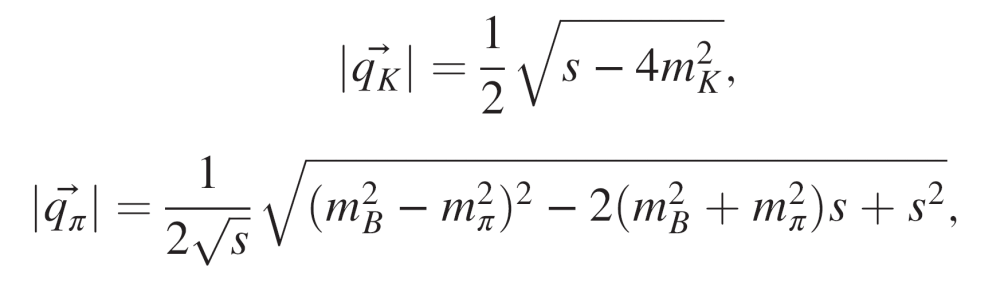 |\vec{q_K}| = \frac{1}{2}\sqrt{s - 4m_K^2},
|\vec{q_\pi}| = \frac{1}{2\sqrt{s}}\sqrt{(m_B^2 - m_\pi^2)^2 - 2(m_B^2 + m_\pi^2)s + s^2},